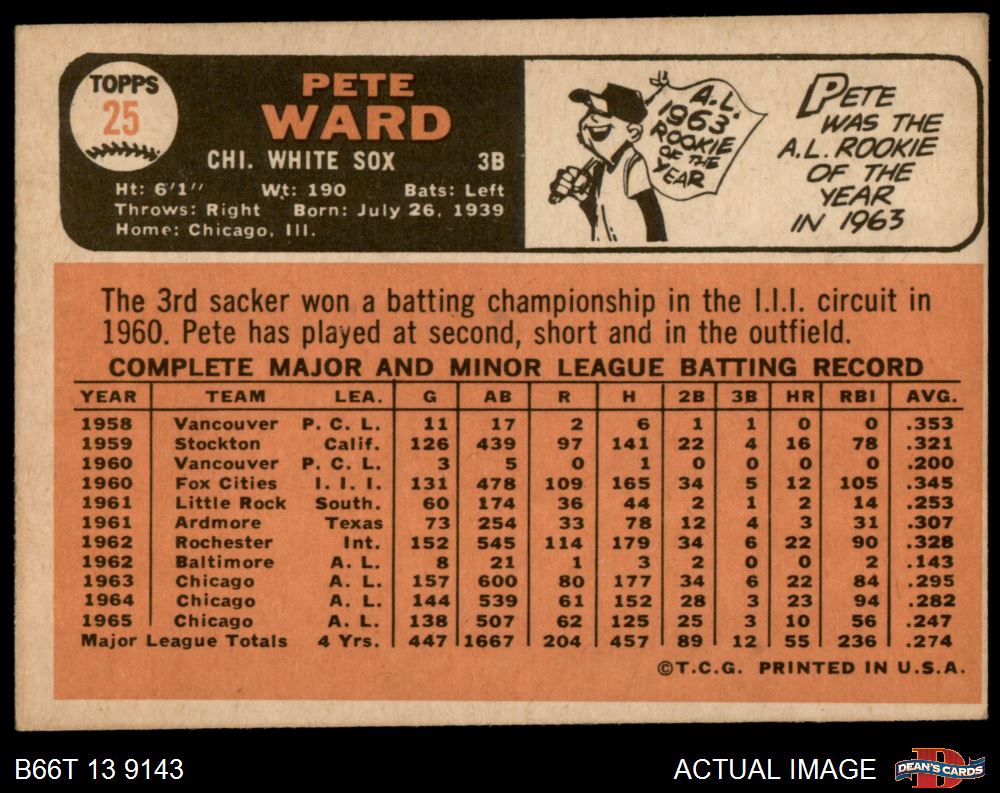 TOPPS
25
PETE
WARD
CHI. WHITE SOX 3B
Ht: 6'1" Wt: 190 Bats: Left
Throws: Right Born: July 26, 1939
Home: Chicago, Ill.
A.L.
1963
ROOKIE
OF THE
YEAR
PETE
WAS THE
A.L. ROOKIE
OF THE
YEAR
IN 1963
The 3rd sacker won a batting championship in the I.I.I. circuit in
1960. Pete has played at second, short and in the outfield.
COMPLETE MAJOR AND MINOR LEAGUE BATTING RECORD
YEAR TEAM LEA. G AB R H 2B 3B HR RBI AVG.
1958 Vancouver P. C. L. 11 17 2 6 1 1 0 0 .353
1959 Stockton Calif. 126 439 97 141 22 4 16 78 .321
1960 Vancouver P. C. L. 3 5 0 1 0 0 0 0 .200
1960 Fox Cities I. I. I. 131 478 109 165 34 5 12 105 .345
1961 Little Rock South. 60 174 36 44 2 1 2 14 .253
1961 Ardmore Texas 73 254 33 78 12 4 3 31 .307
1962 Rochester Int. 152 545 114 179 34 6 22 90 .328
1962 Baltimore A. L. 8 21 1 3 2 0 0 2 .143
1963 Chicago A. L. 157 600 80 177 34 6 22 84 .295
1964 Chicago A. L. 144 539 61 152 28 3 23 94 .282
1965 Chicago A. L. 138 507 62 125 25 3 10 56 .247
Major League Totals 4 Yrs. 447 1667 204 457 89 12 55 236 .274
©T.C.G. PRINTED IN U.S.A.
B66T 13 9143
ACTUAL IMAGE
DEAN'S CARDS